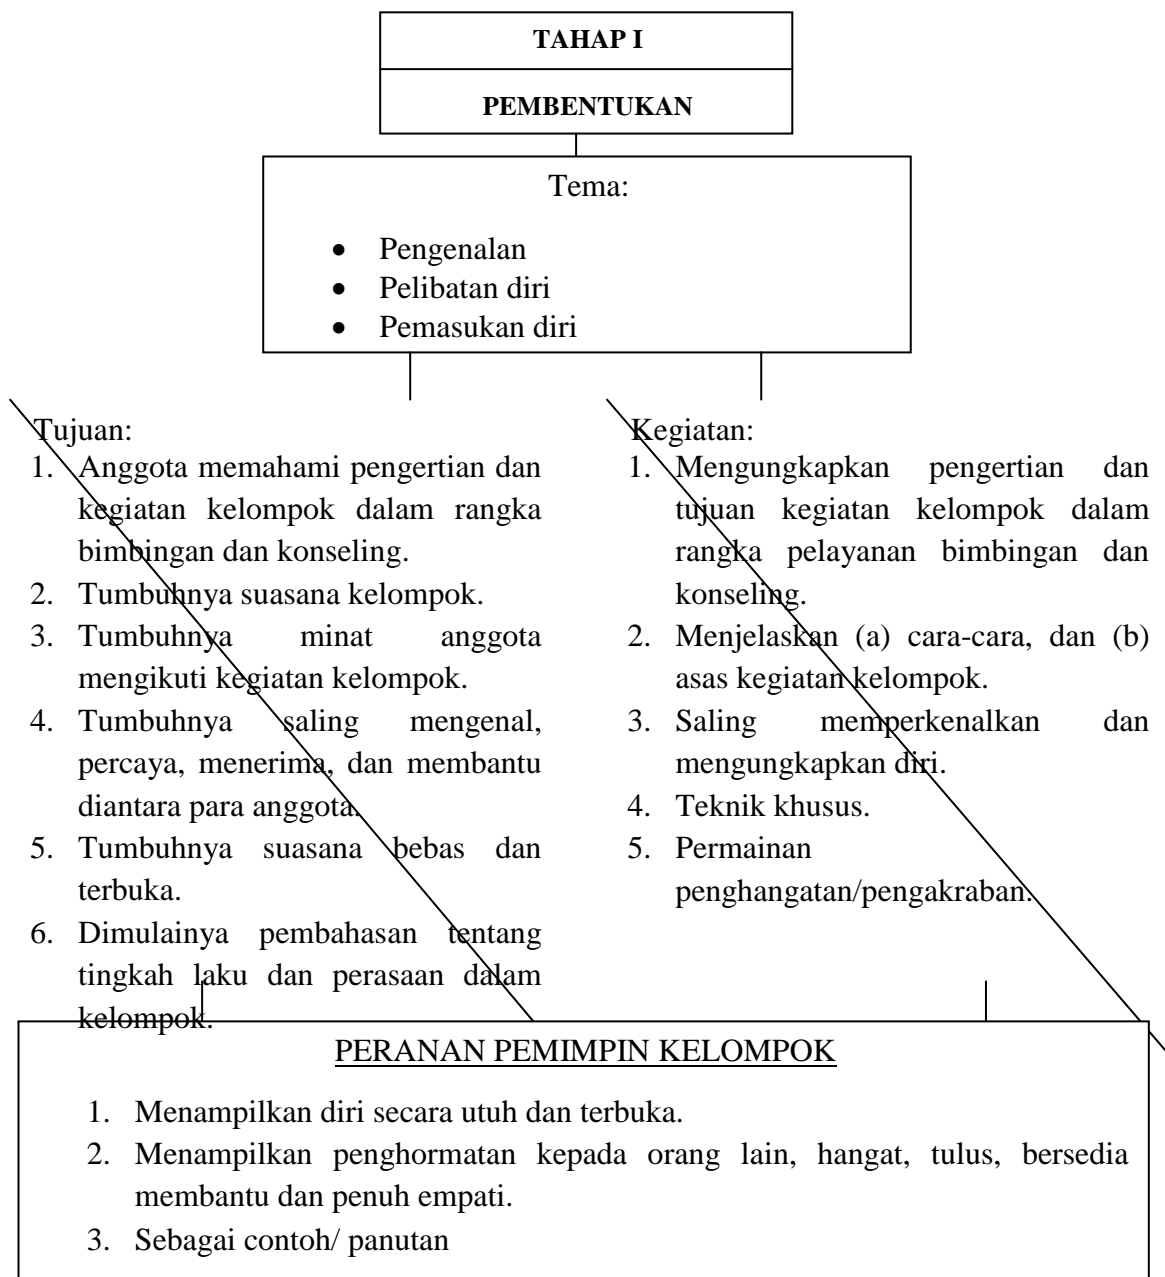 TAHAP I
PEMBENTUKAN
Tema:
• Pengenalan
• Pelibatan diri
• Pemasukan diri
Tujuan:
1. Anggota memahami pengertian dan
kegiatan kelompok dalam rangka
bimbingan dan konseling.
2. Tumbuhnya suasana kelompok.
3. Tumbuhnya minat anggota
mengikuti kegiatan kelompok.
4. Tumbuhnya saling mengenal,
percaya, menerima, dan membantu
diantara para anggota.
5. Tumbuhnya suasana bebas dan
terbuka.
6. Dimulainya pembahasan tentang
tingkah laku dan perasaan dalam
kelompok.
Kegiatan:
1. Mengungkapkan pengertian dan
tujuan kegiatan kelompok dalam
rangka pelayanan bimbingan dan
konseling.
2. Menjelaskan (a) cara-cara, dan (b)
asas kegiatan kelompok.
3. Saling memperkenalkan dan
mengungkapkan diri.
4. Teknik khusus.
5. Permainan
penghangatan/pengakraban.
PERANAN PEMIMPIN KELOMPOK
1. Menampilkan diri secara utuh dan terbuka.
2. Menampilkan penghormatan kepada orang lain, hangat, tulus, bersedia
membantu dan penuh empati.
3. Sebagai contoh/ panutan